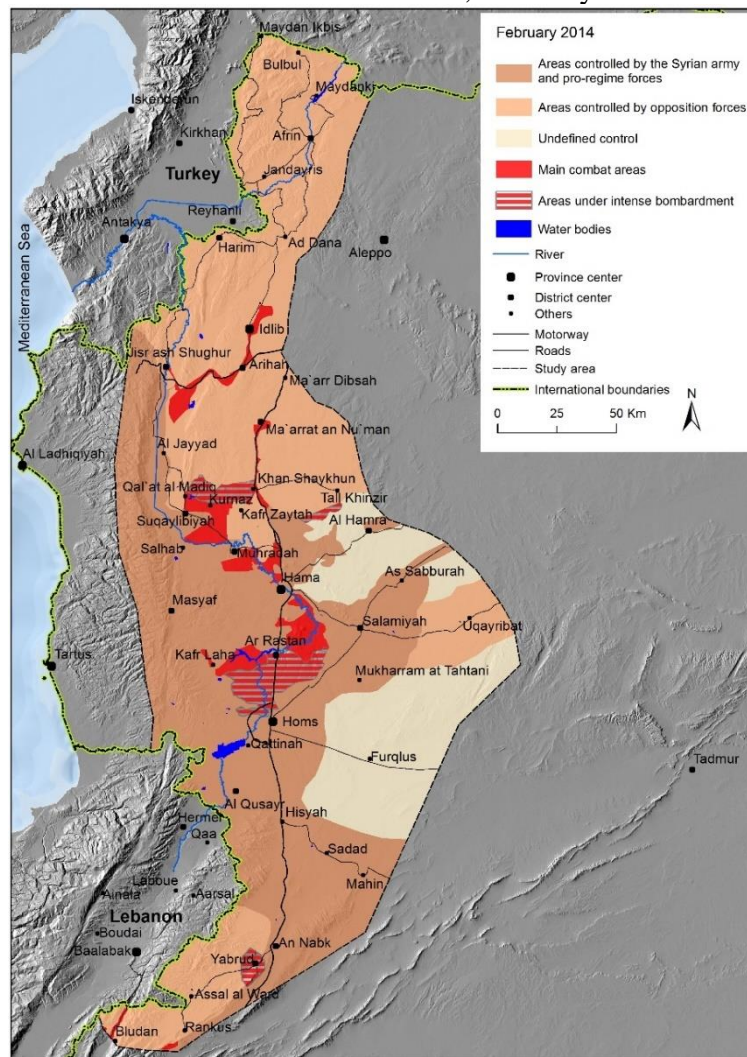 February 2014
Areas controlled by the Syrian army
and pro-regime forces
Areas controlled by opposition forces
Undefined control
Main combat areas
Areas under intense bombardment
Water bodies
River
Province center
District center
Others
Motorway
Roads
Study area
International boundaries
0 25 50 Km
N
Maydan Ikbis
Bulbul
Maydanki
Iskenderun
Kirkhan
Afrin
Turkey
Jandayris
Reyhanli
Antakya
Harim
Ad Dana
Aleppo
Mediterranean Sea
Idlib
Jisr ash Shughur
Arihah
Ma`arr Dibsah
Ma`arrat an Nu`man
Al Jayyad
Al Ladhiqiyah
Khan Shaykhun
Qal`at al Madiq
Tall Khinzir
Kurnaz
Kafr Zaytah
Suqaylibiyah
Al Hamra
Salhab
Muhradah
As Sabburah
Hama
Masyaf
Salamiyah
Uqayribat
Ar Rastan
Kafr Laha
Tartus
Mukharram at Tahtani
Homs
Qattinah
Furqlus
Tadmur
Al Qusayr
Hermel
Hisyah
Qaa
Sadad
Mahin
Laboue
Ainata
Aarsal
Lebanon
Boudai
Baalabak
An Nabk
Yabrud
Assal al Ward
Rankus
Bludan